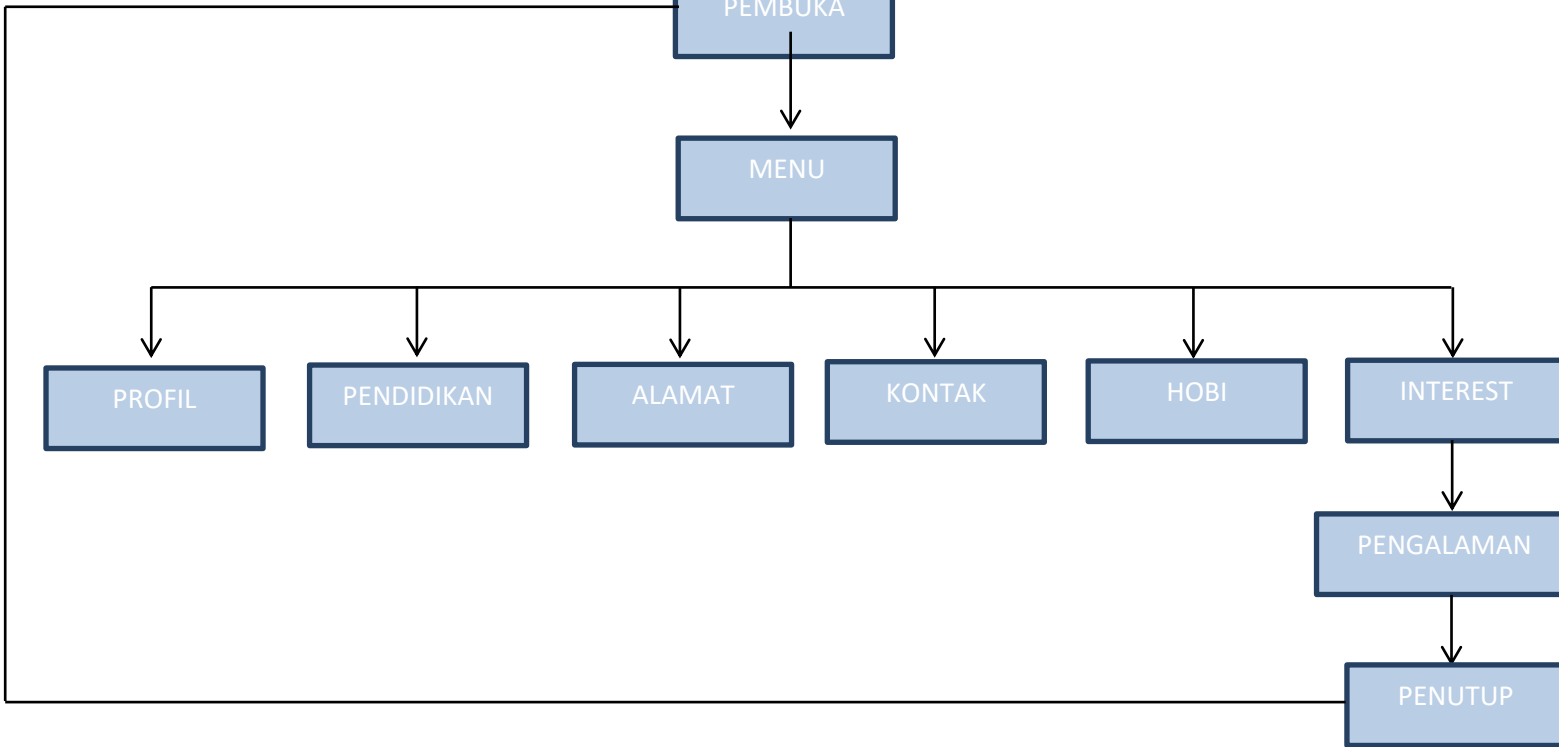 PEMBUKA
MENU
PROFIL
PENDIDIKAN
ALAMAT
KONTAK
HOBI
INTEREST
PENGALAMAN
PENUTUP